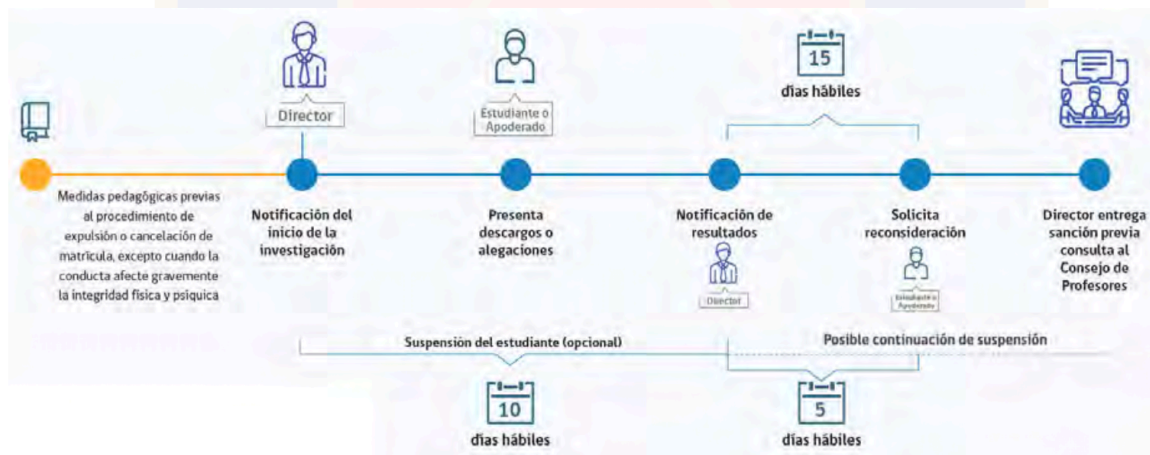 Director
Estudiante o
Apoderado
15
días hábiles
Medidas pedagógicas previas
al procedimiento de
expulsión o cancelación de
matrícula, excepto cuando la
conducta afecte gravemente
la integridad física y psíquica
Notificación del
inicio de la
investigación
Presenta
descargos o
alegaciones
Notificación de
resultados
Director
Solicita
reconsideración
Estudiante o
Apoderado
Director entrega
sanción previa
consulta al
Consejo de
Profesores
Suspensión del estudiante (opcional)
Posible continuación de suspensión
10
días hábiles
5
días hábiles